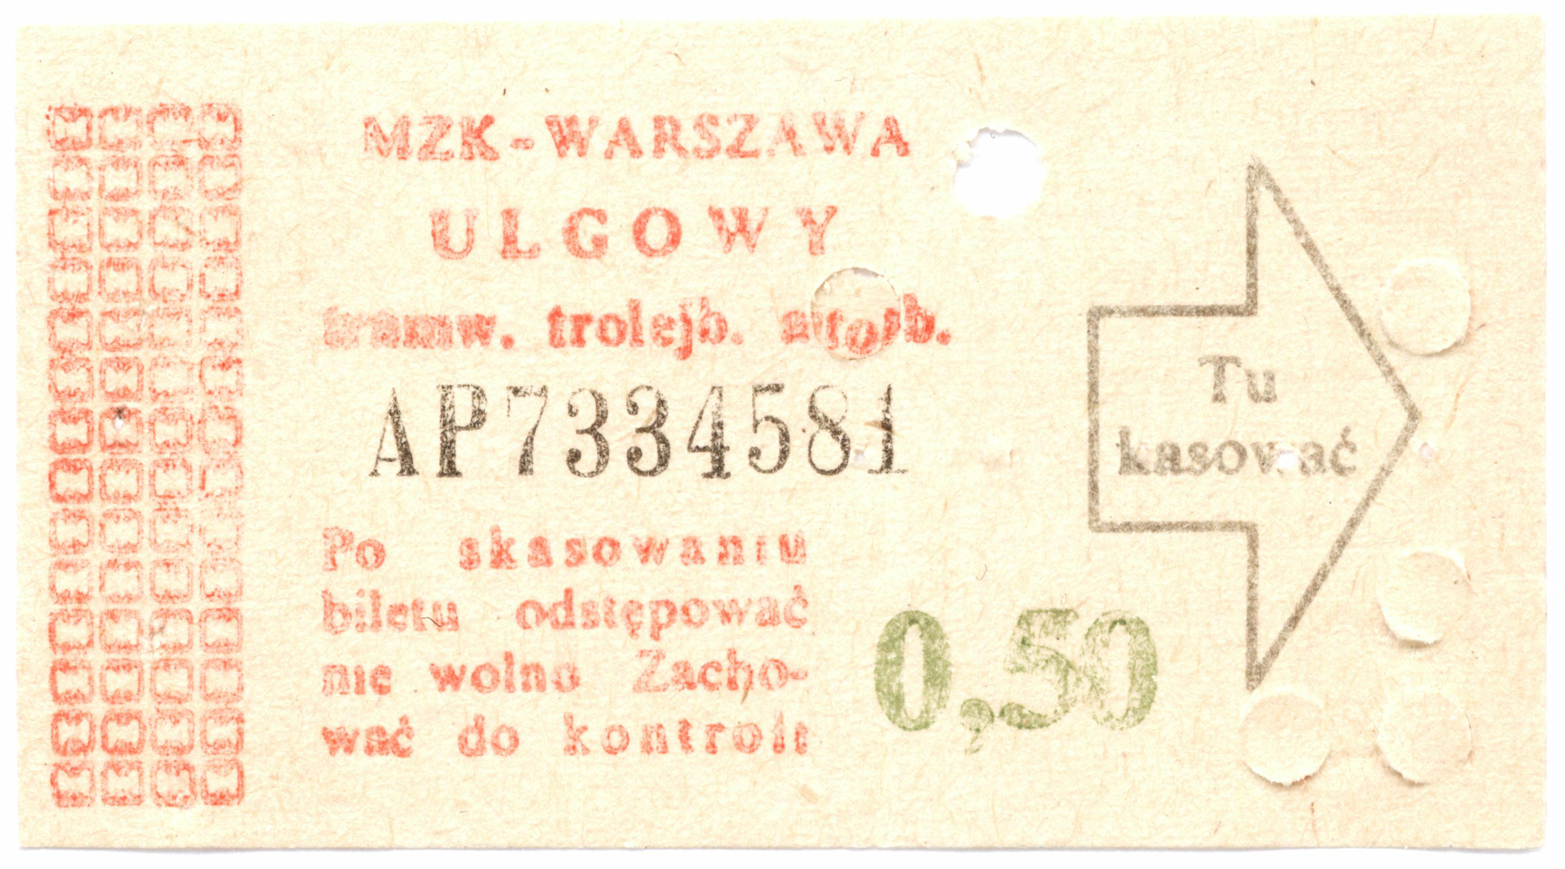 MZK-WARSZAWA
ULGOWY
tramw. trolejb. autob.
AP7334581
Po skasowaniu
biletu odstępować
nie wolno Zacho-
wać do kontroli
0,50
Tu
kasować